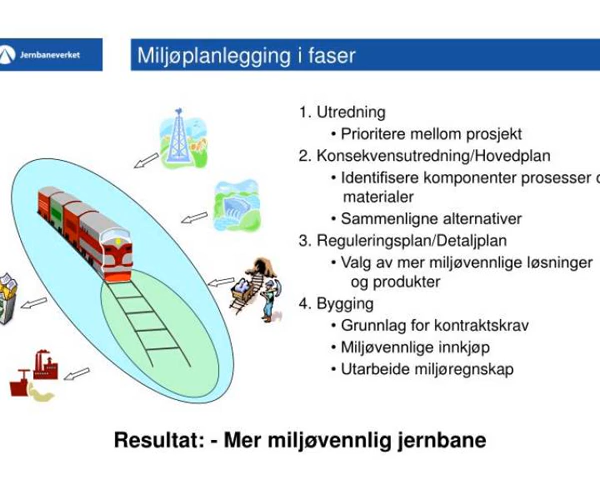 Jernbaneverket
Miljøplanlegging i faser
1. Utredning
• Prioritere mellom prosjekt
2. Konsekvensutredning/Hovedplan
• Identifisere komponenter prosesser o
materialer
• Sammenligne alternativer
3. Reguleringsplan/Detaljplan
• Valg av mer miljøvennlige løsninger
og produkter
4. Bygging
• Grunnlag for kontraktskrav
• Miljøvennlige innkjøp
• Utarbeide miljøregnskap
Resultat: - Mer miljøvennlig jernbane